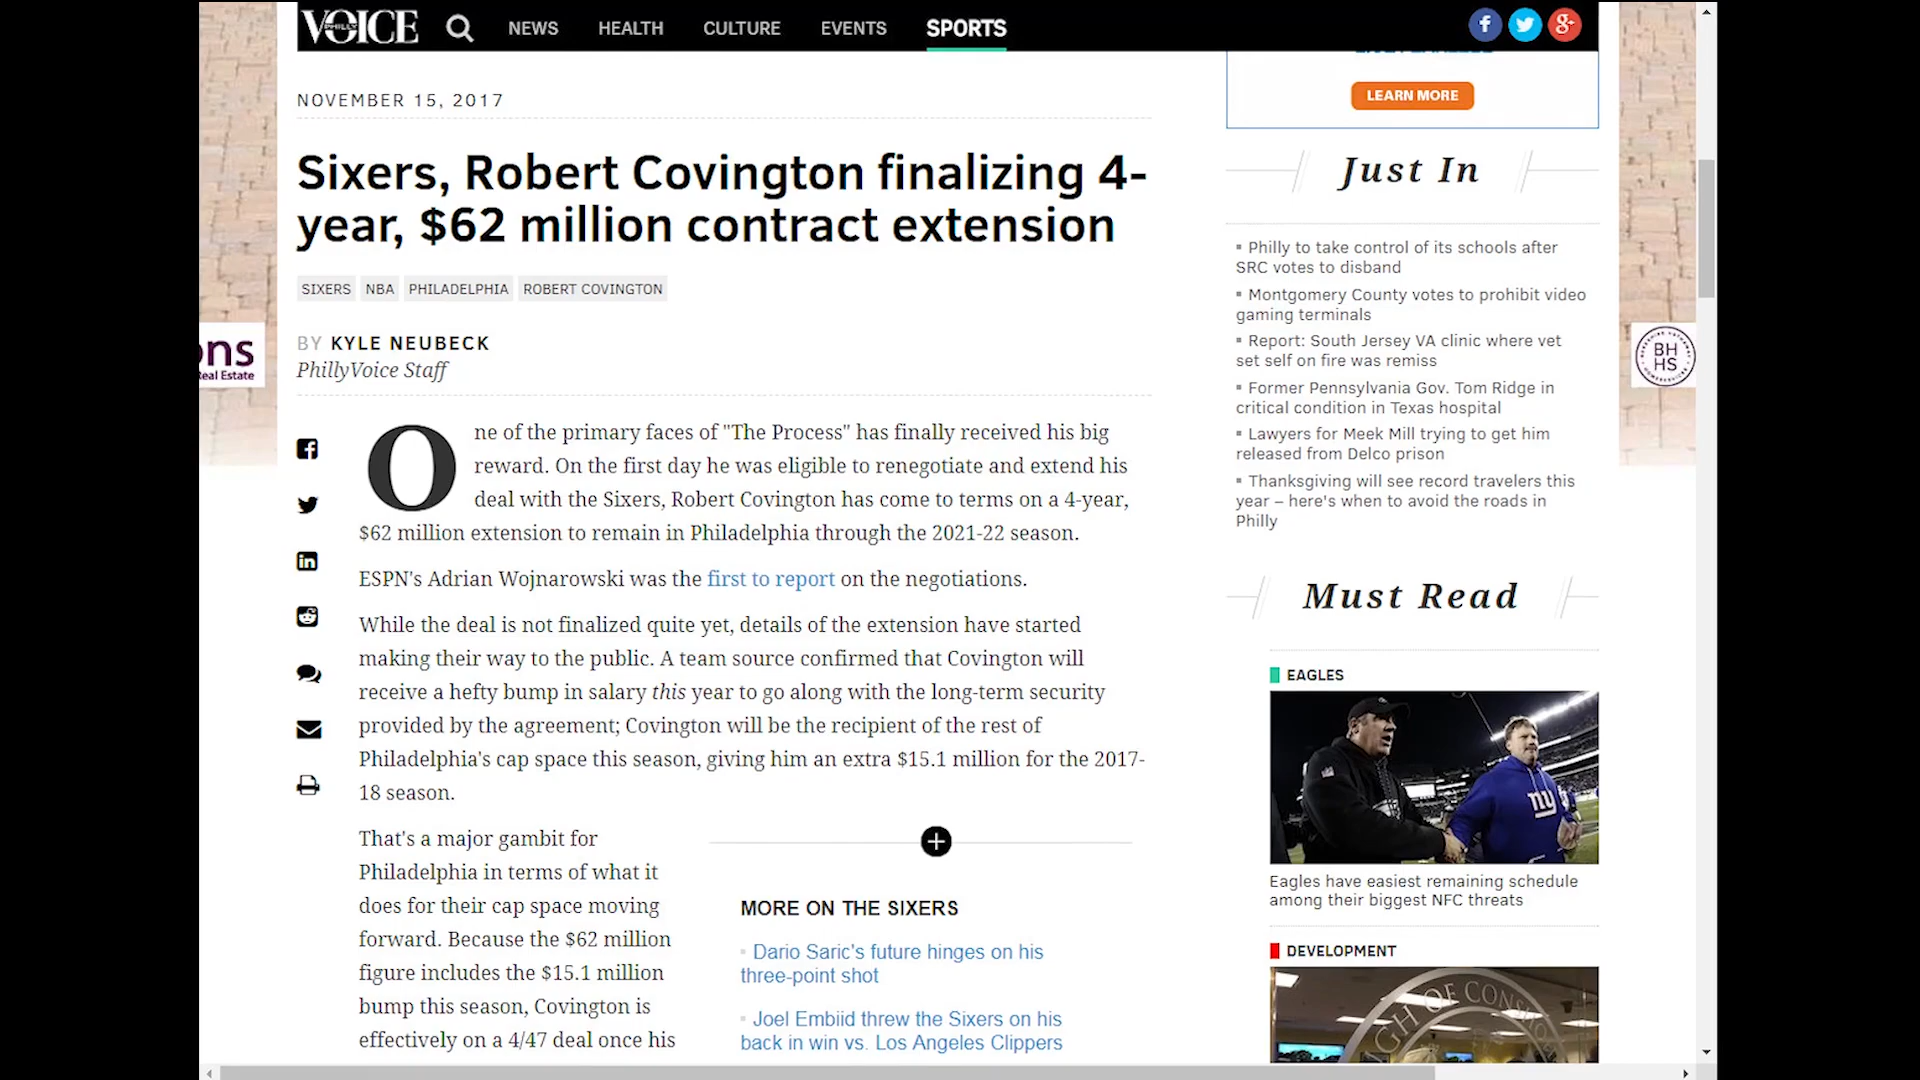 PHILLY
VOICE
NEWS
HEALTH
CULTURE
EVENTS
SPORTS
NOVEMBER 15, 2017
Sixers, Robert Covington finalizing 4-
year, $62 million contract extension
SIXERS
NBA
PHILADELPHIA
ROBERT COVINGTON
BY KYLE NEUBECK
PhillyVoice Staff
One of the primary faces of "The Process" has finally received his big
reward. On the first day he was eligible to renegotiate and extend his
deal with the Sixers, Robert Covington has come to terms on a 4-year,
$62 million extension to remain in Philadelphia through the 2021-22 season.
ESPN's Adrian Wojnarowski was the first to report on the negotiations.
While the deal is not finalized quite yet, details of the extension have started
making their way to the public. A team source confirmed that Covington will
receive a hefty bump in salary this year to go along with the long-term security
provided by the agreement; Covington will be the recipient of the rest of
Philadelphia's cap space this season, giving him an extra $15.1 million for the 2017-
18 season.
That's a major gambit for
Philadelphia in terms of what it
does for their cap space moving
forward. Because the $62 million
figure includes the $15.1 million
bump this season, Covington is
effectively on a 4/47 deal once his
MORE ON THE SIXERS
Dario Saric's future hinges on his
three-point shot
Joel Embiid threw the Sixers on his
back in win vs. Los Angeles Clippers
LEARN MORE
Just In
Philly to take control of its schools after
SRC votes to disband
Montgomery County votes to prohibit video
gaming terminals
Report: South Jersey VA clinic where vet
set self on fire was remiss
Former Pennsylvania Gov. Tom Ridge in
critical condition in Texas hospital
Lawyers for Meek Mill trying to get him
released from Delco prison
Thanksgiving will see record travelers this
year – here's when to avoid the roads in
Philly
Must Read
EAGLES
ny
Eagles have easiest remaining schedule
among their biggest NFC threats
DEVELOPMENT
ons
Real Estate
BH
HS